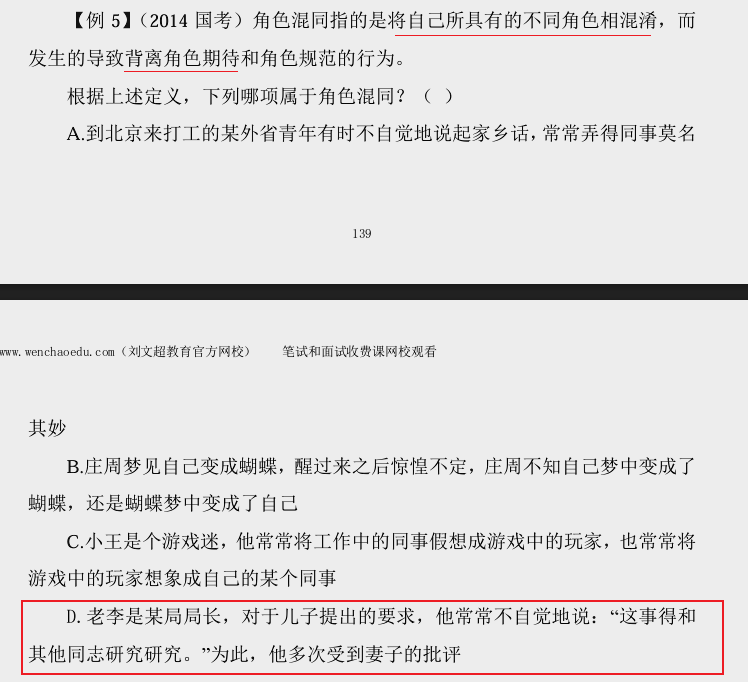 【例 5】（2014 国考）角色混同指的是将自己所具有的不同角色相混淆，而
发生的导致背离角色期待和角色规范的行为。
根据上述定义，下列哪项属于角色混同？（ ）
A.到北京来打工的某外省青年有时不自觉地说起家乡话，常常弄得同事莫名
139
www.wenchaoedu.com（刘文超教育官方网校） 笔试和面试收费课网校观看
其妙
B.庄周梦见自己变成蝴蝶，醒过来之后惊惶不定，庄周不知自己梦中变成了
蝴蝶，还是蝴蝶梦中变成了自己
C.小王是个游戏迷，他常常将工作中的同事假想成游戏中的玩家，也常常将
游戏中的玩家想象成自己的某个同事
D. 老李是某局局长，对于儿子提出的要求，他常常不自觉地说：“这事得和
其他同志研究研究。”为此，他多次受到妻子的批评